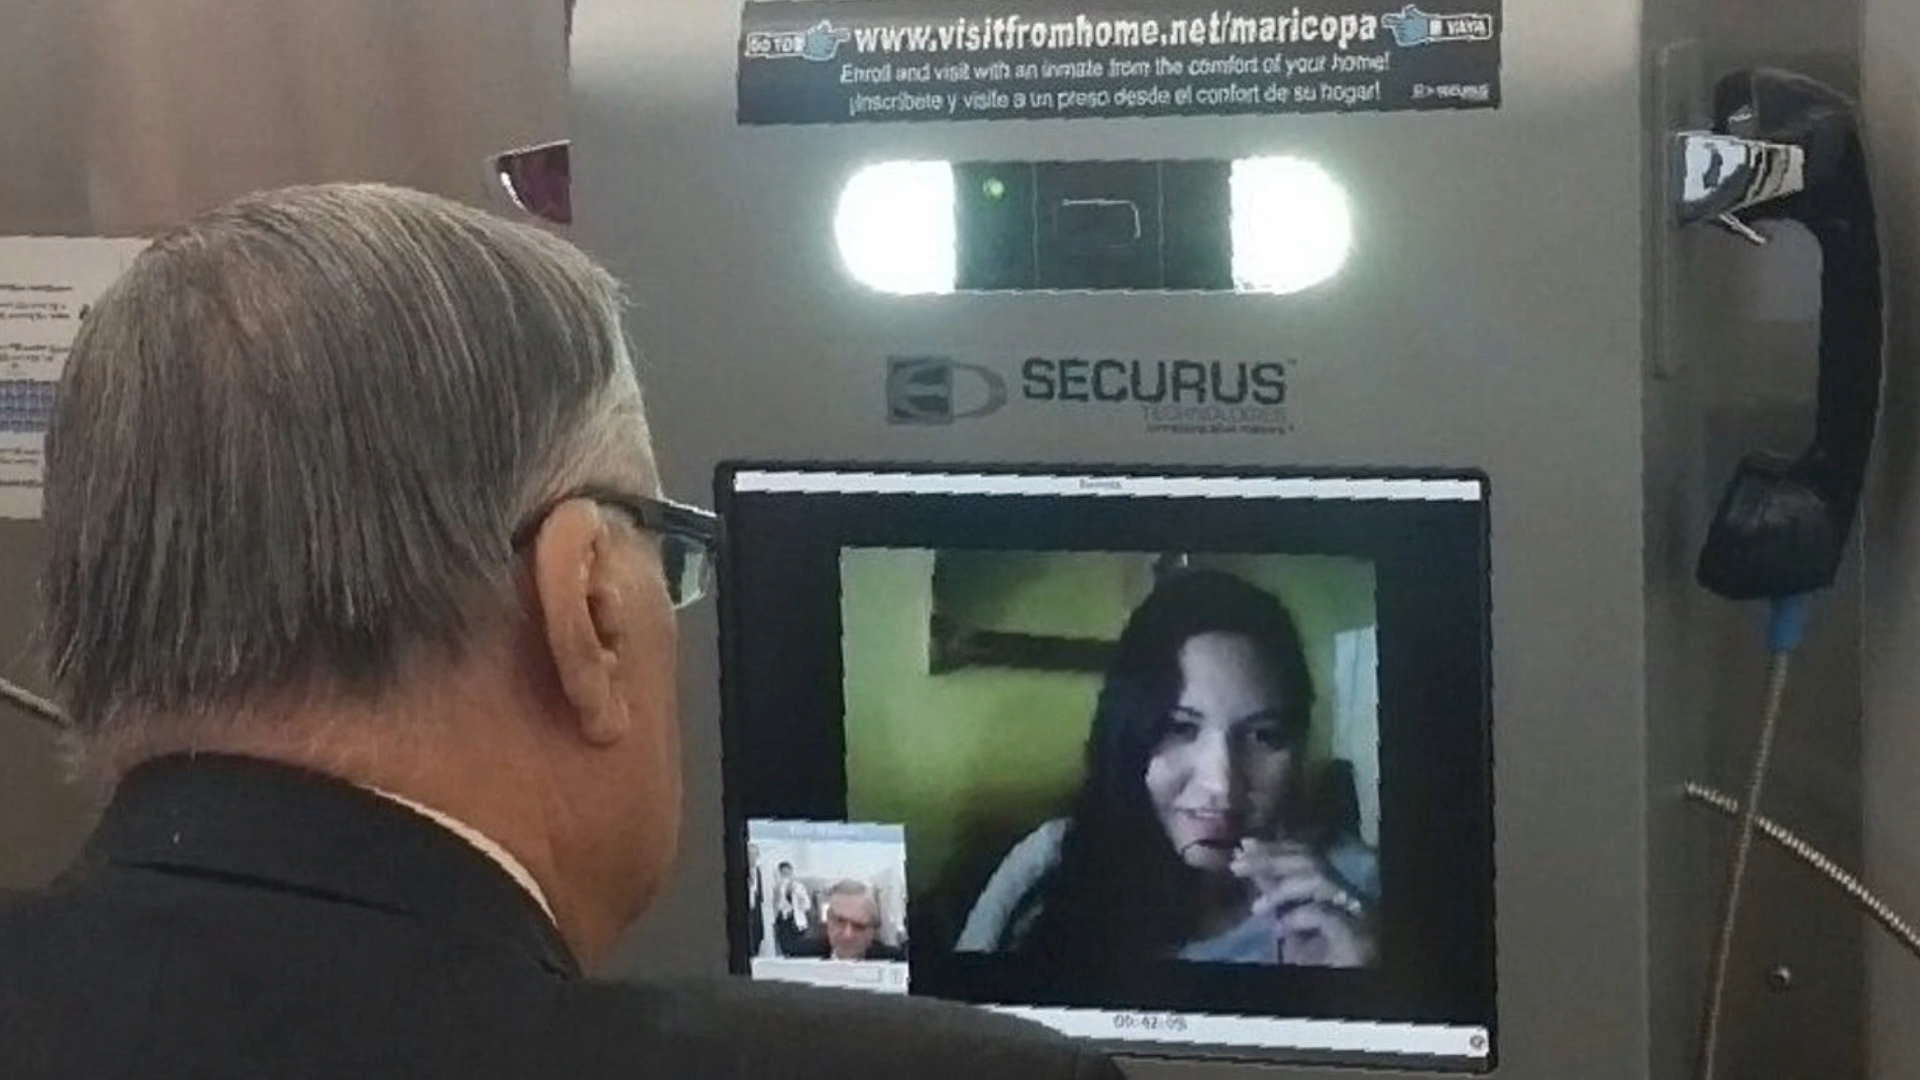 GO TO www.visitfromhome.net/maricopa VAYA
Enroll and visit with an inmate from the comfort of your home!
¡Inscríbete y visite a un preso desde el confort de su hogar!
SECURUS
SECURUS
TECHNOLOGIES
00:42:09